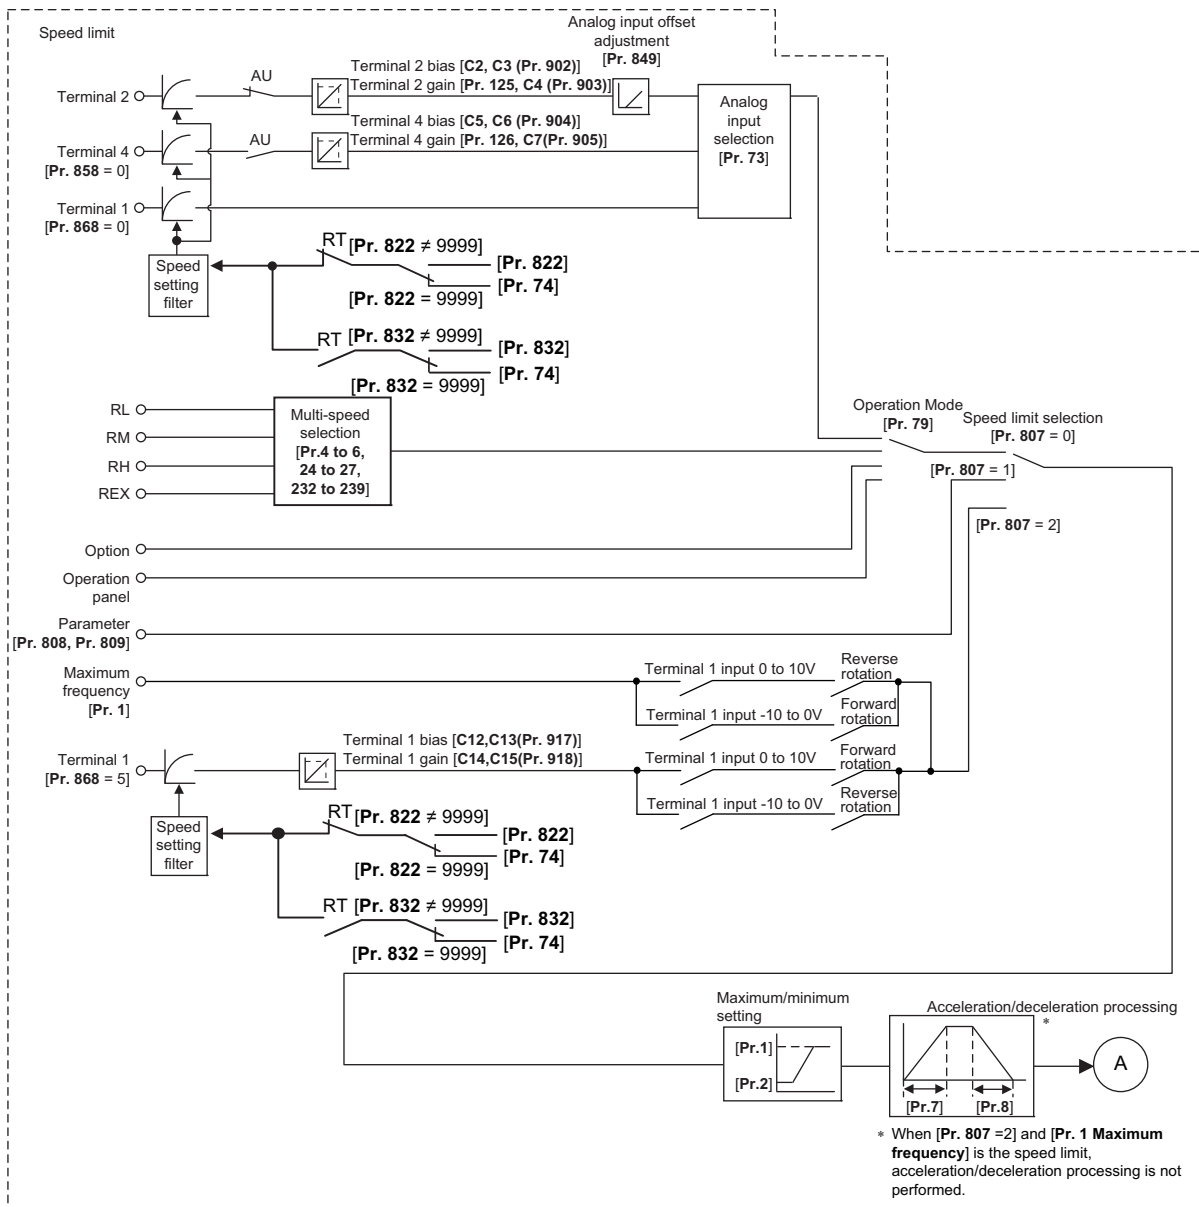 Speed limit
Analog input offset
adjustment
[Pr. 849]
Terminal 2
AU
Terminal 2 bias [C2, C3 (Pr. 902)]
Terminal 2 gain [Pr. 125, C4 (Pr. 903)]
Analog
input
selection
[Pr. 73]
Terminal 4
[Pr. 858 = 0]
AU
Terminal 4 bias [C5, C6 (Pr. 904)]
Terminal 4 gain [Pr. 126, C7(Pr. 905)]
Terminal 1
[Pr. 868 = 0]
Speed
setting
filter
RT [Pr. 822 ≠ 9999]
[Pr. 822]
[Pr. 74]
[Pr. 822 = 9999]
RT [Pr. 832 ≠ 9999]
[Pr. 832]
[Pr. 74]
[Pr. 832 = 9999]
RL
RM
RH
REX
Multi-speed
selection
[Pr.4 to 6,
24 to 27,
232 to 239]
Operation Mode
[Pr. 79]
Speed limit selection
[Pr. 807 = 0]
[Pr. 807 = 1]
[Pr. 807 = 2]
Option
Operation
panel
Parameter
[Pr. 808, Pr. 809]
Maximum
frequency
[Pr. 1]
Terminal 1 input 0 to 10V
Reverse
rotation
Terminal 1 input -10 to 0V
Forward
rotation
Terminal 1
[Pr. 868 = 5]
Terminal 1 bias [C12,C13(Pr. 917)]
Terminal 1 gain [C14,C15(Pr. 918)]
Terminal 1 input 0 to 10V
Forward
rotation
Terminal 1 input -10 to 0V
Reverse
rotation
Speed
setting
filter
RT [Pr. 822 ≠ 9999]
[Pr. 822]
[Pr. 74]
[Pr. 822 = 9999]
RT [Pr. 832 ≠ 9999]
[Pr. 832]
[Pr. 74]
[Pr. 832 = 9999]
Maximum/minimum
setting
[Pr.1]
[Pr.2]
Acceleration/deceleration processing
*
[Pr.7]
[Pr.8]
A
* When [Pr. 807 =2] and [Pr. 1 Maximum
frequency] is the speed limit,
acceleration/deceleration processing is not
performed.